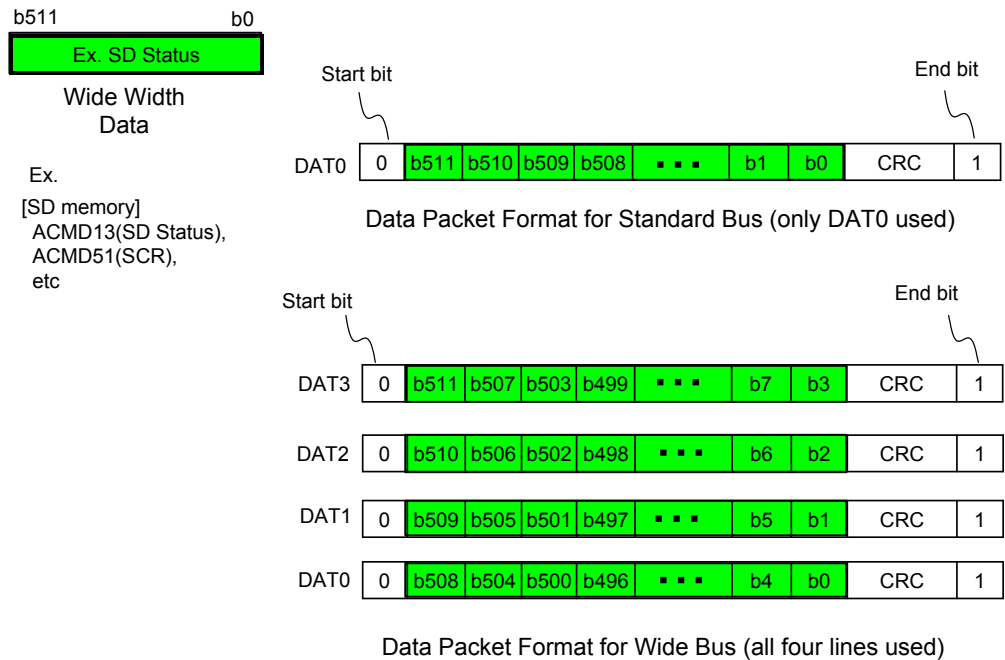 b511 b0
Ex. SD Status
Wide Width
Data
Ex.
[SD memory]
ACMD13(SD Status),
ACMD51(SCR),
etc
Start bit End bit
DAT0 0 b511 b510 b509 b508 ▪ ▪ ▪ b1 b0 CRC 1
Data Packet Format for Standard Bus (only DAT0 used)
Start bit End bit
DAT3 0 b511 b507 b503 b499 ▪ ▪ ▪ b7 b3 CRC 1
DAT2 0 b510 b506 b502 b498 ▪ ▪ ▪ b6 b2 CRC 1
DAT1 0 b509 b505 b501 b497 ▪ ▪ ▪ b5 b1 CRC 1
DAT0 0 b508 b504 b500 b496 ▪ ▪ ▪ b4 b0 CRC 1
Data Packet Format for Wide Bus (all four lines used)